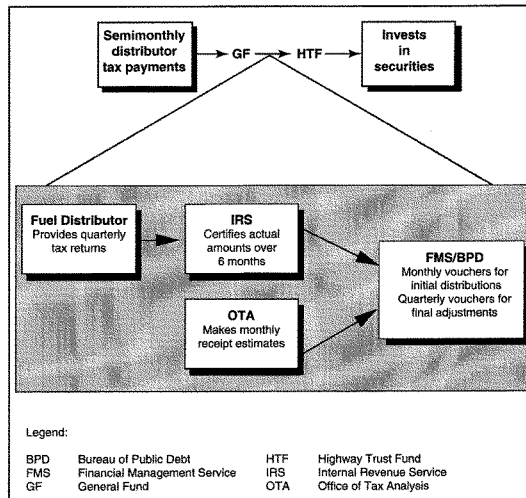 Semimonthly
distributor
tax payments
GF
HTF
Invests
in
securities
Fuel Distributor
Provides quarterly
tax returns
IRS
Certifies actual
amounts over
6 months
OTA
Makes monthly
receipt estimates
FMS/BPD
Monthly vouchers for
initial distributions
Quarterly vouchers for
final adjustments
Legend:
BPD Bureau of Public Debt HTF Highway Trust Fund
FMS Financial Management Service IRS Internal Revenue Service
GF General Fund OTA Office of Tax Analysis